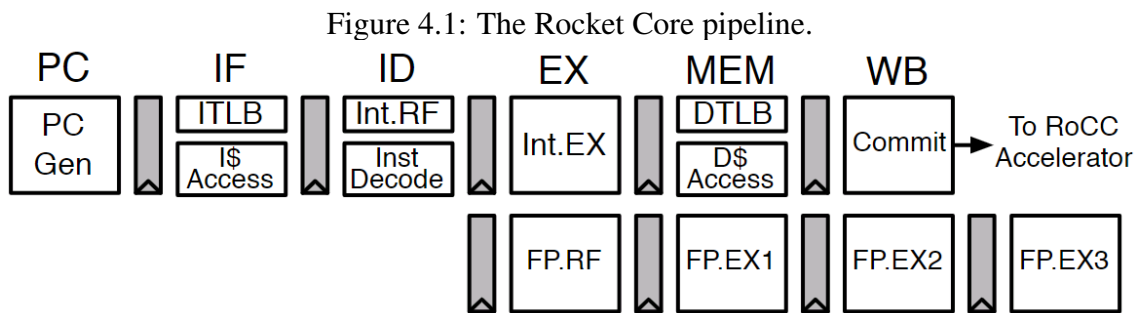 Figure 4.1: The Rocket Core pipeline.
PC IF ID EX MEM WB
PC
Gen
ITLB
I$
Access
Int.RF
Inst
Decode
Int.EX
DTLB
D$
Access
Commit
To RoCC
Accelerator
FP.RF
FP.EX1
FP.EX2
FP.EX3